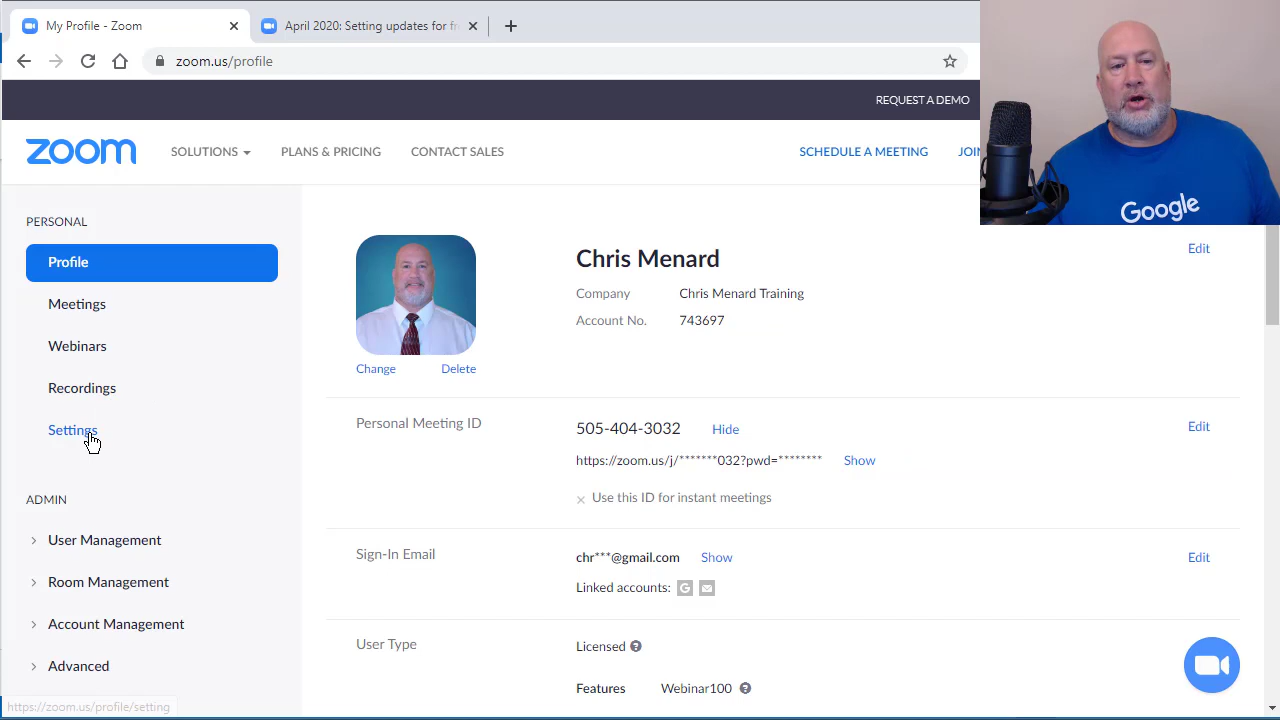 My Profile - Zoom
April 2020: Setting updates for fr
zoom.us/profile
REQUEST A DEMO
zoom
SOLUTIONS
PLANS & PRICING
CONTACT SALES
SCHEDULE A MEETING
JOIN
Google
PERSONAL
Profile
Meetings
Webinars
Recordings
Settings
ADMIN
User Management
Room Management
Account Management
Advanced
https://zoom.us/profile/setting
Change
Delete
Chris Menard
Edit
Company
Chris Menard Training
Account No.
743697
Personal Meeting ID
505-404-3032
Hide
Edit
https://zoom.us/j/*******032?pwd=********
Show
Use this ID for instant meetings
Sign-In Email
chr***@gmail.com
Show
Edit
Linked accounts:
G
User Type
Licensed
Features
Webinar100